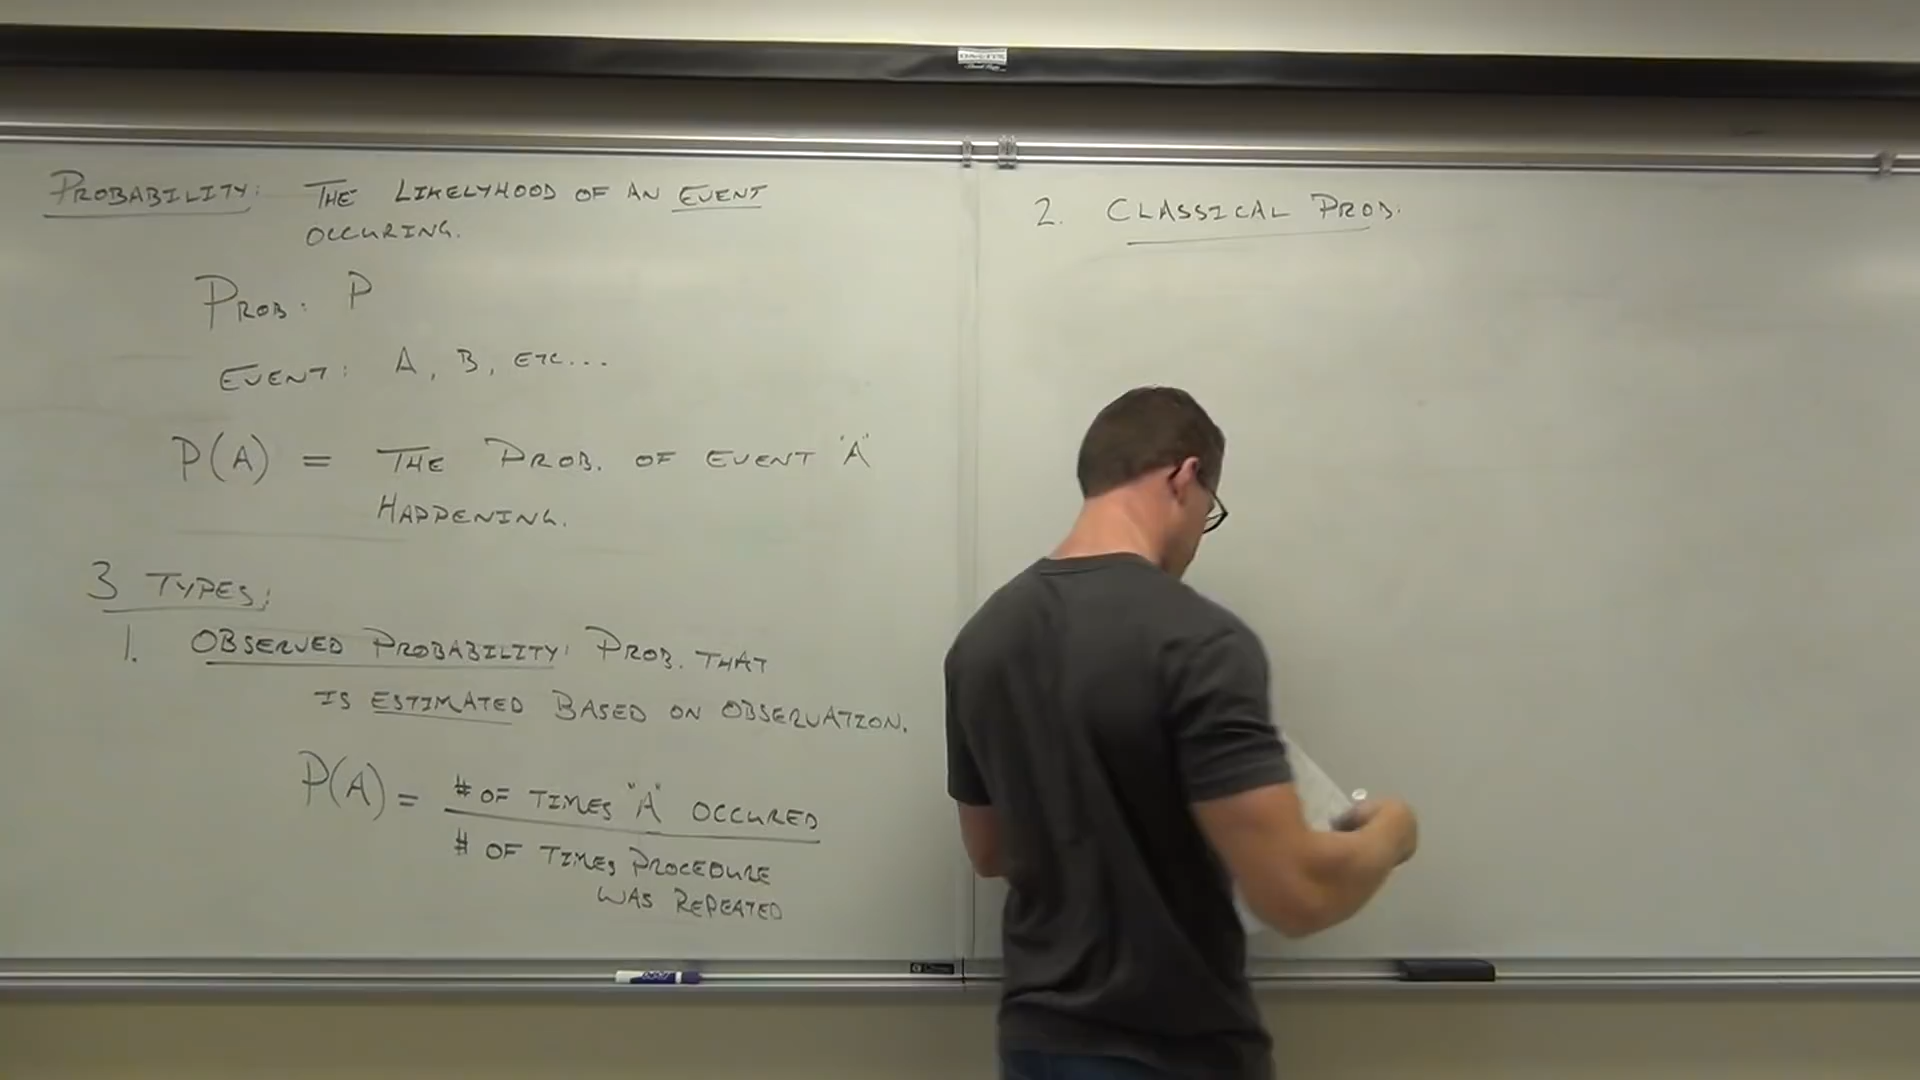 PROBABILITY: THE LIKELYHOOD OF AN EVENT
OCCURING.
PROB: P
EVENT: A, B, ETC...
P(A) = THE PROB. OF EVENT "A"
HAPPENING.
3 TYPES:
1. OBSERVED PROBABILITY: PROB. THAT
IS ESTIMATED BASED ON OBSERVATION.
P(A) = # OF TIMES "A" OCCURED
# OF TIMES PROCEDURE
WAS REPEATED
2. CLASSICAL PROB.